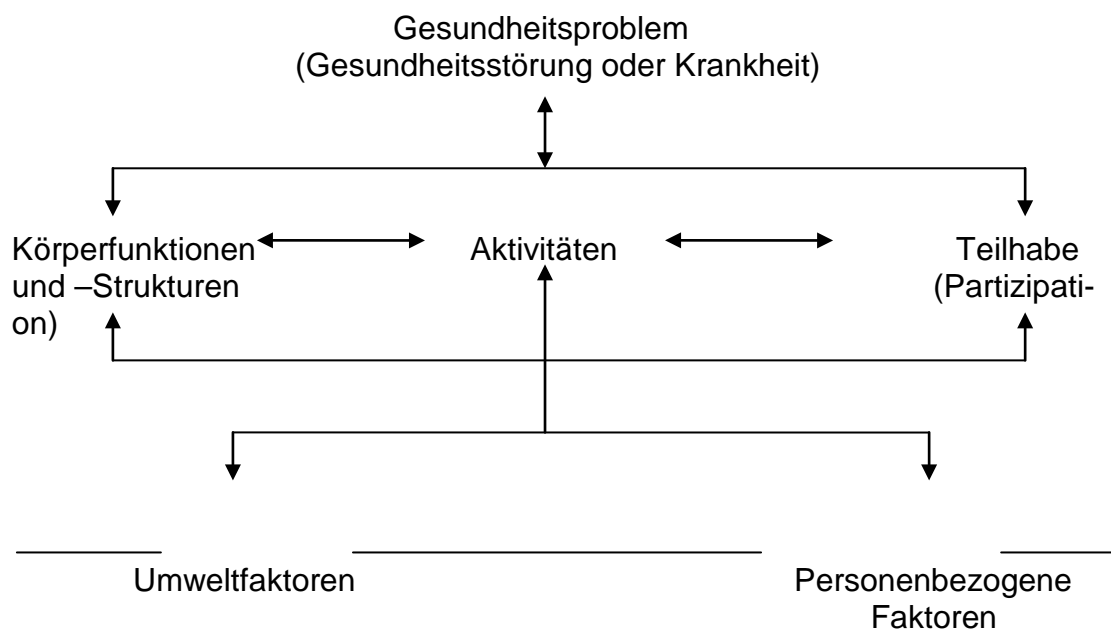 Gesundheitsproblem
(Gesundheitsstörung oder Krankheit)
Körperfunktionen
und –Strukturen
on)
Aktivitäten
Teilhabe
(Partizipati-
Umweltfaktoren
Personenbezogene
Faktoren